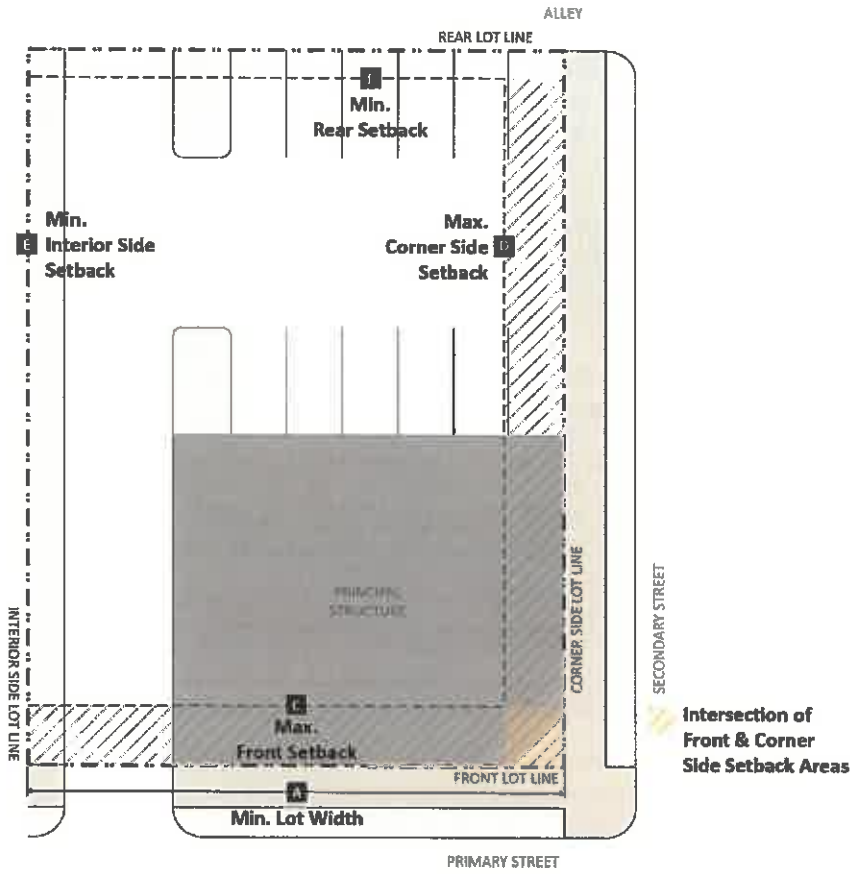 ALLEY
REAR LOT LINE
Min.
Rear Setback
E
Min.
Interior Side
Setback
Max.
Corner Side
Setback
D
PRINCIPAL
STRUCTURE
INTERIOR SIDE LOT LINE
CORNER SIDE LOT LINE
SECONDARY STREET
Max.
Front Setback
Intersection of
Front & Corner
Side Setback Areas
FRONT LOT LINE
A
Min. Lot Width
PRIMARY STREET